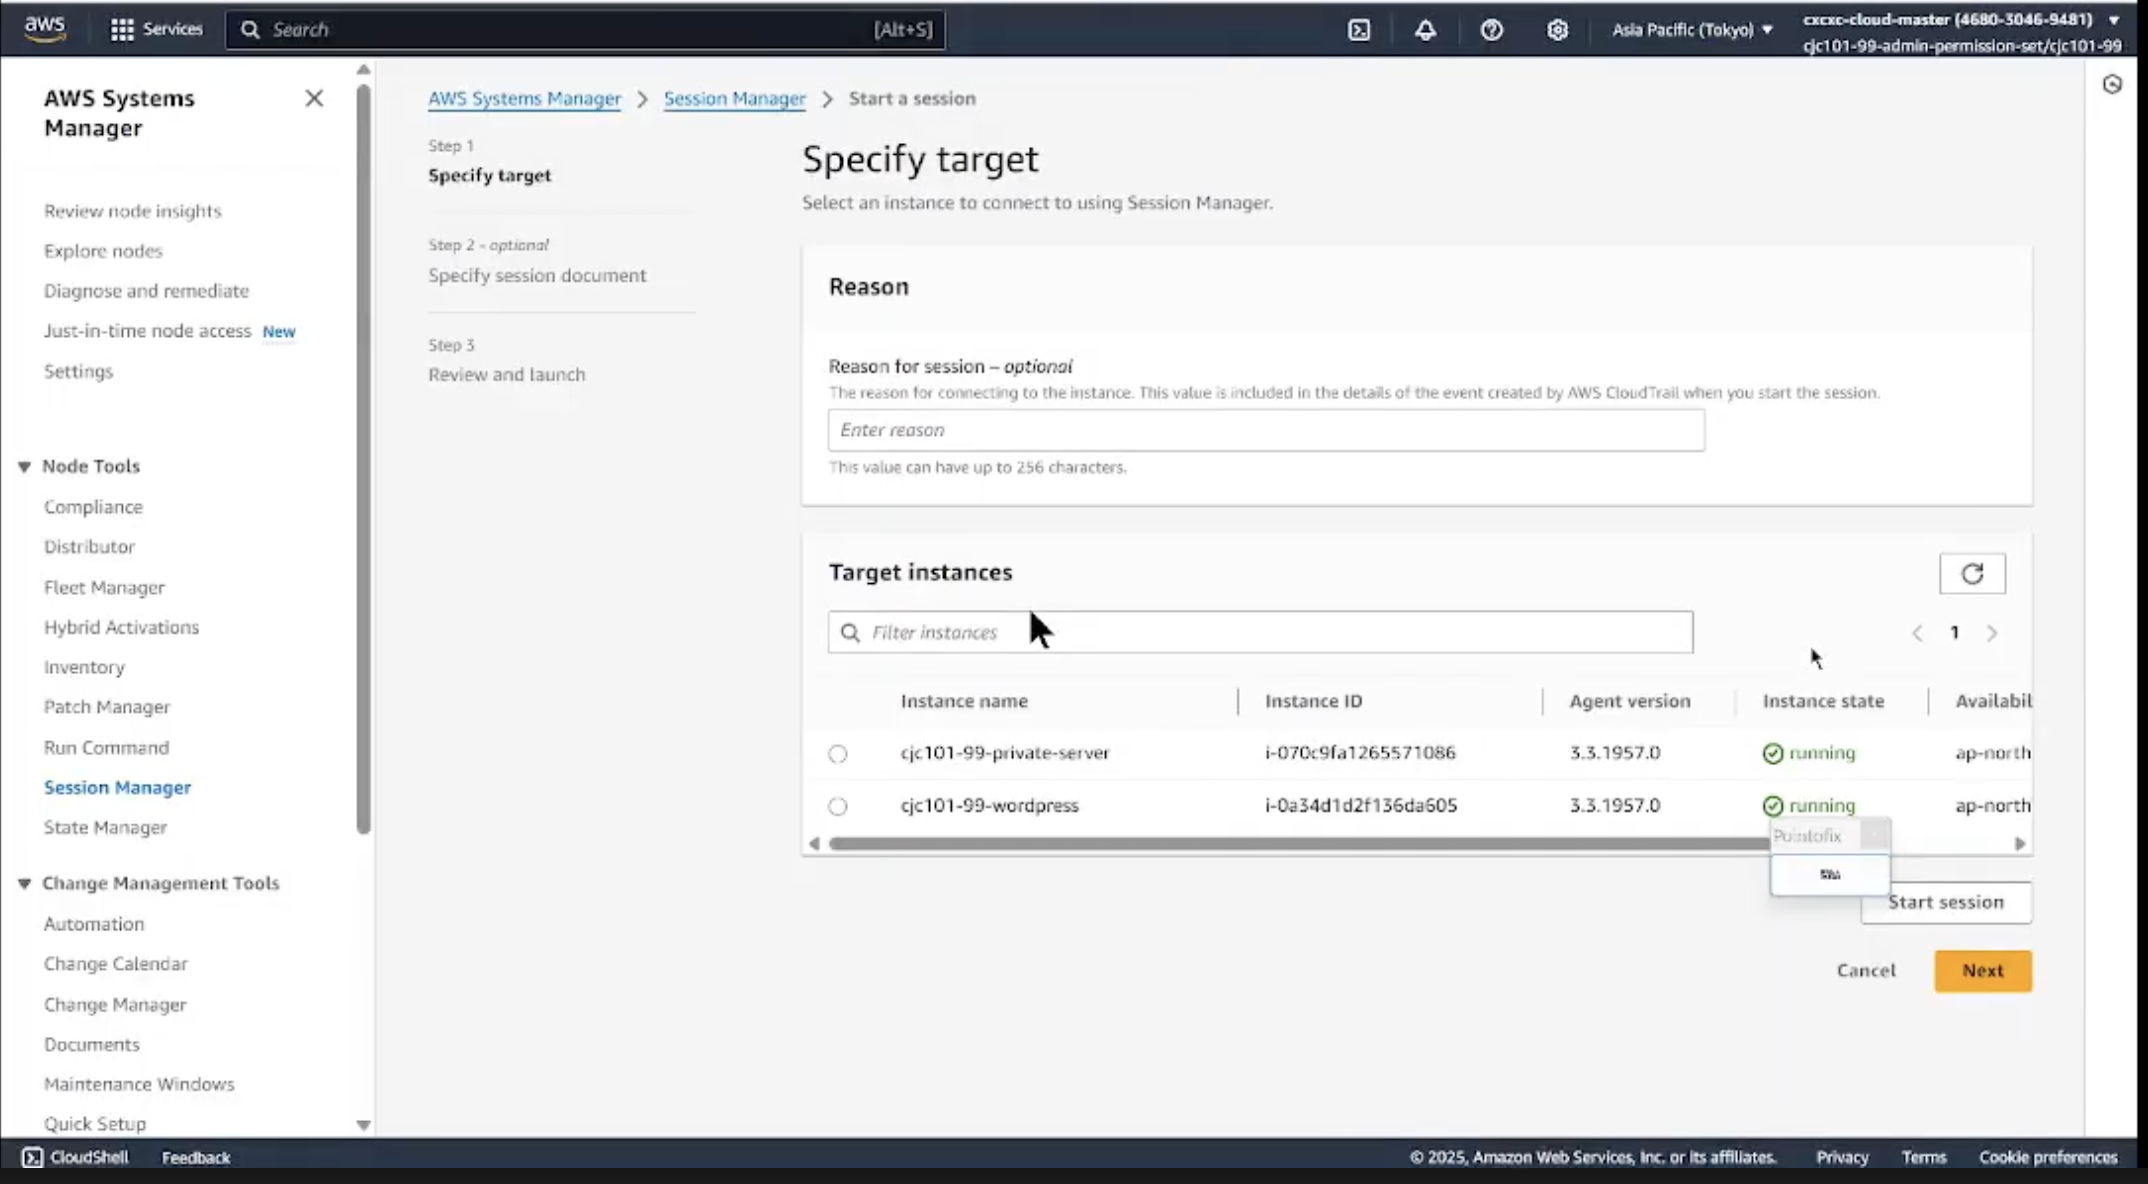 aws
Services
Search
[Alt+S]
Asia Pacific (Tokyo)
cxcxc-cloud-master (4680-3046-9481)
cjc101-99-admin-permission-set/cjc101-99
AWS Systems
Manager
Review node insights
Explore nodes
Diagnose and remediate
Just-in-time node access New
Settings
Node Tools
Compliance
Distributor
Fleet Manager
Hybrid Activations
Inventory
Patch Manager
Run Command
Session Manager
State Manager
Change Management Tools
Automation
Change Calendar
Change Manager
Documents
Maintenance Windows
Quick Setup
AWS Systems Manager > Session Manager > Start a session
Step 1
Specify target
Step 2 - optional
Specify session document
Step 3
Review and launch
Specify target
Select an instance to connect to using Session Manager.
Reason
Reason for session – optional
The reason for connecting to the instance. This value is included in the details of the event created by AWS CloudTrail when you start the session.
Enter reason
This value can have up to 256 characters.
Target instances
Filter instances
1
Instance name Instance ID Agent version Instance state Availabil
cjc101-99-private-server i-070c9fa1265571086 3.3.1957.0 running ap-north
cjc101-99-wordpress i-0a34d1d2f136da605 3.3.1957.0 running ap-north
Pointofix
Start session
Cancel
Next
CloudShell
Feedback
© 2025, Amazon Web Services, Inc. or its affiliates.
Privacy
Terms
Cookie preferences